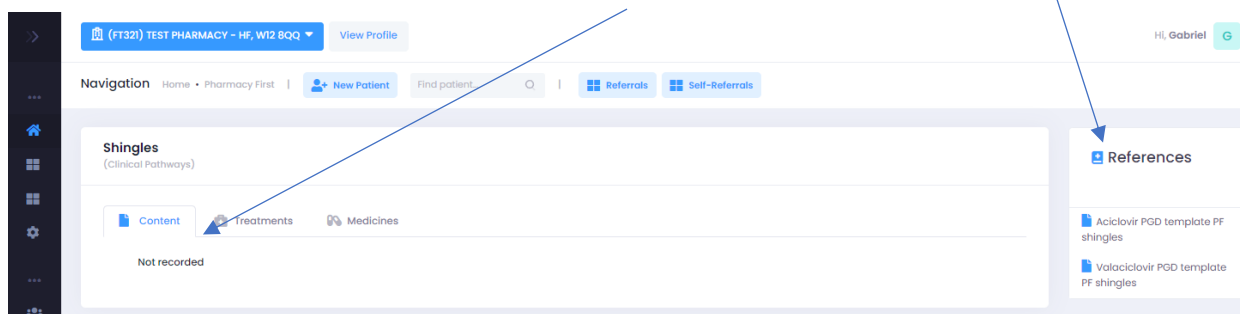 (FT321) TEST PHARMACY - HF, W12 8QQ View Profile Hi, Gabriel G
Navigation Home • Pharmacy First | New Patient Find patient... | Referrals Self-Referrals
Shingles
(Clinical Pathways)
References
Content Treatments Medicines
Not recorded
Aciclovir PGD template PF
shingles
Valaciclovir PGD template
PF shingles